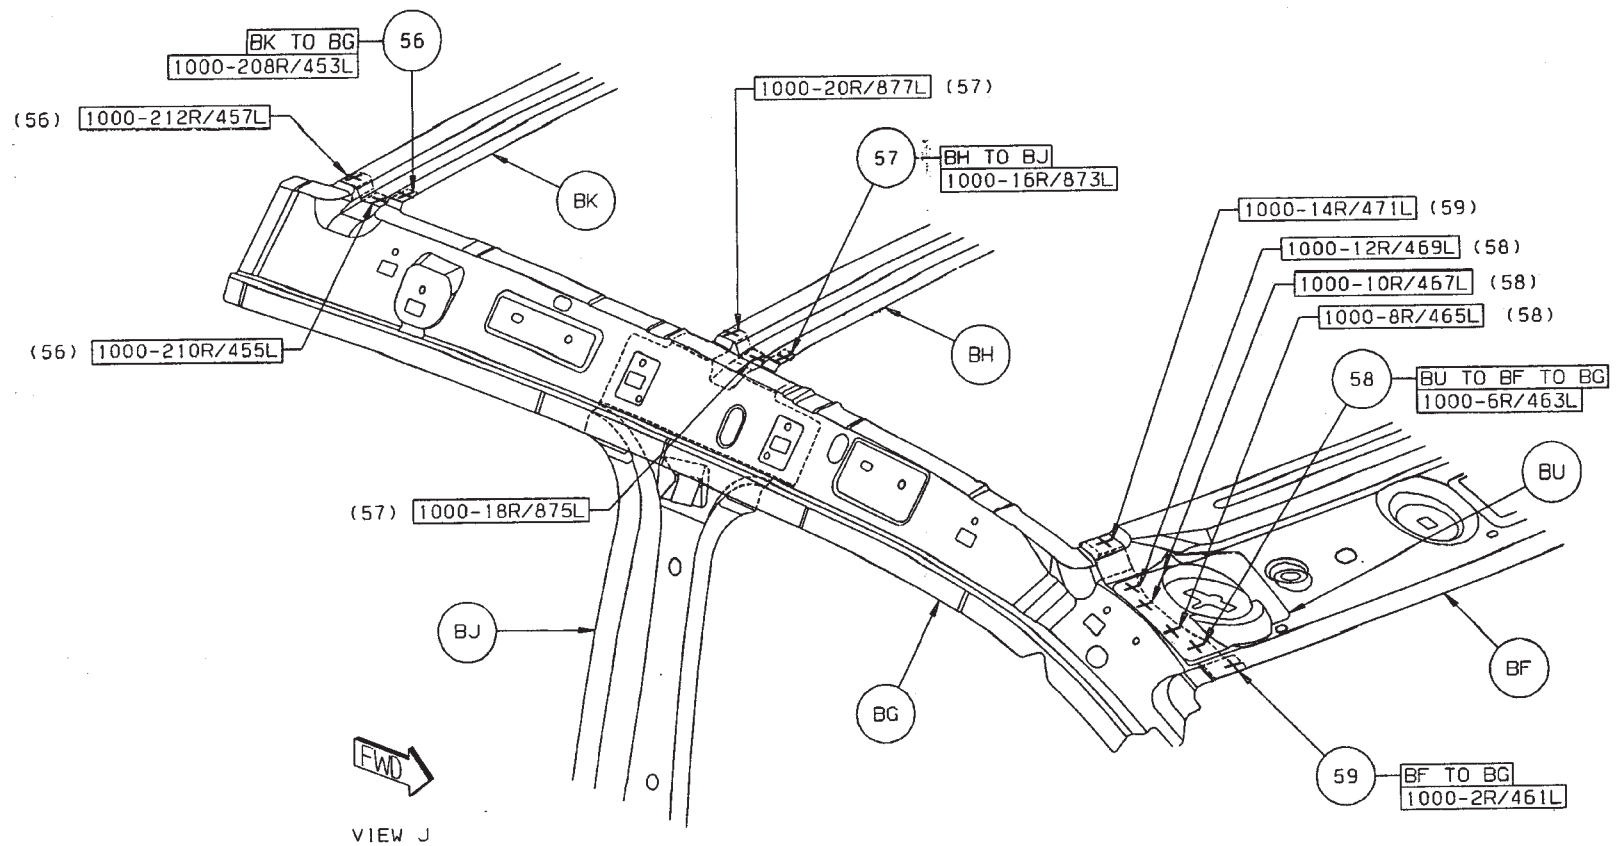 BK TO BG 56
1000-208R/453L
(56) 1000-212R/457L
1000-20R/877L (57)
57 BH TO BJ
1000-16R/873L
BK
1000-14R/471L (59)
1000-12R/469L (58)
1000-10R/467L (58)
1000-8R/465L (58)
(56) 1000-210R/455L
BH
58 BU TO BF TO BG
1000-6R/463L
BU
(57) 1000-18R/875L
BJ
BF
BG
FWD
59 BF TO BG
1000-2R/461L
VIEW J